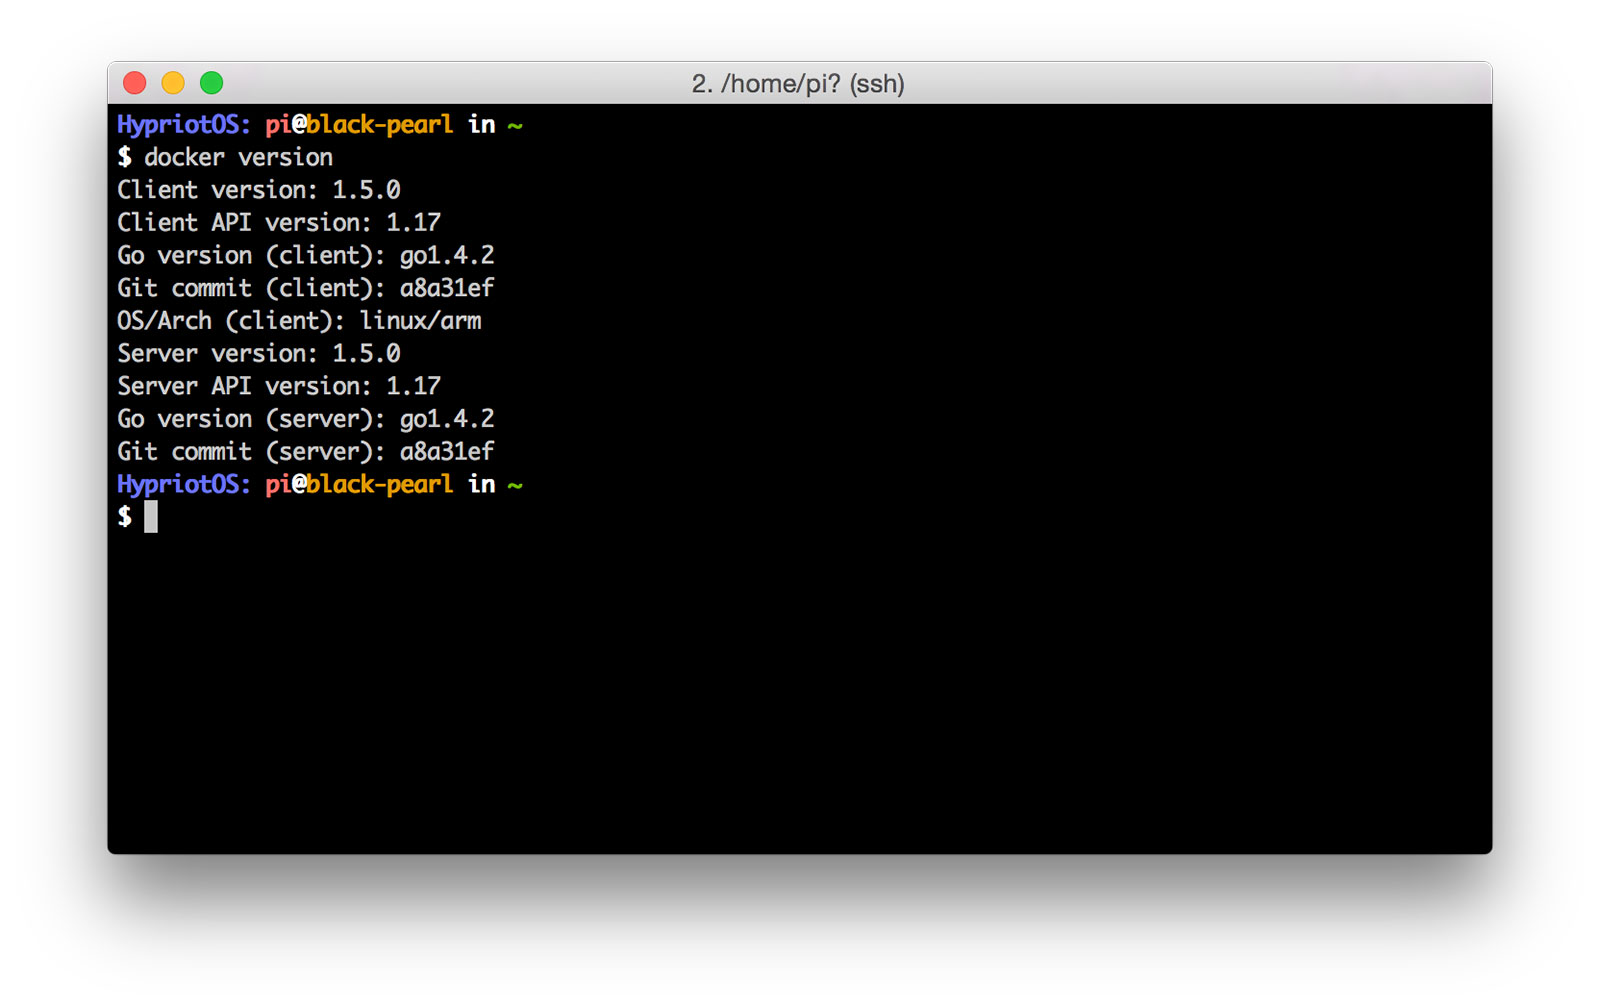 2. /home/pi? (ssh)
HypriotOS: pi@black-pearl in ~
$ docker version
Client version: 1.5.0
Client API version: 1.17
Go version (client): go1.4.2
Git commit (client): a8a31ef
OS/Arch (client): linux/arm
Server version: 1.5.0
Server API version: 1.17
Go version (server): go1.4.2
Git commit (server): a8a31ef
HypriotOS: pi@black-pearl in ~
$